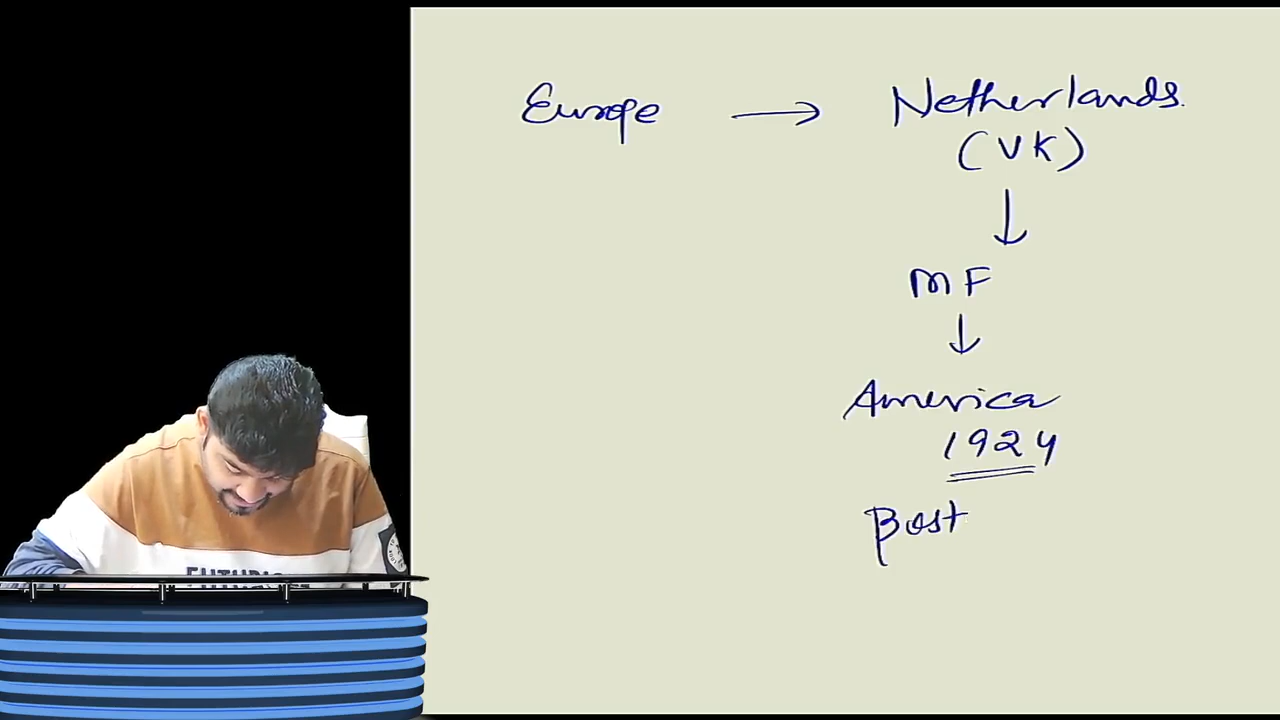 Europe → Netherlands.
(VK)
↓
MF
↓
America
1924
Bost